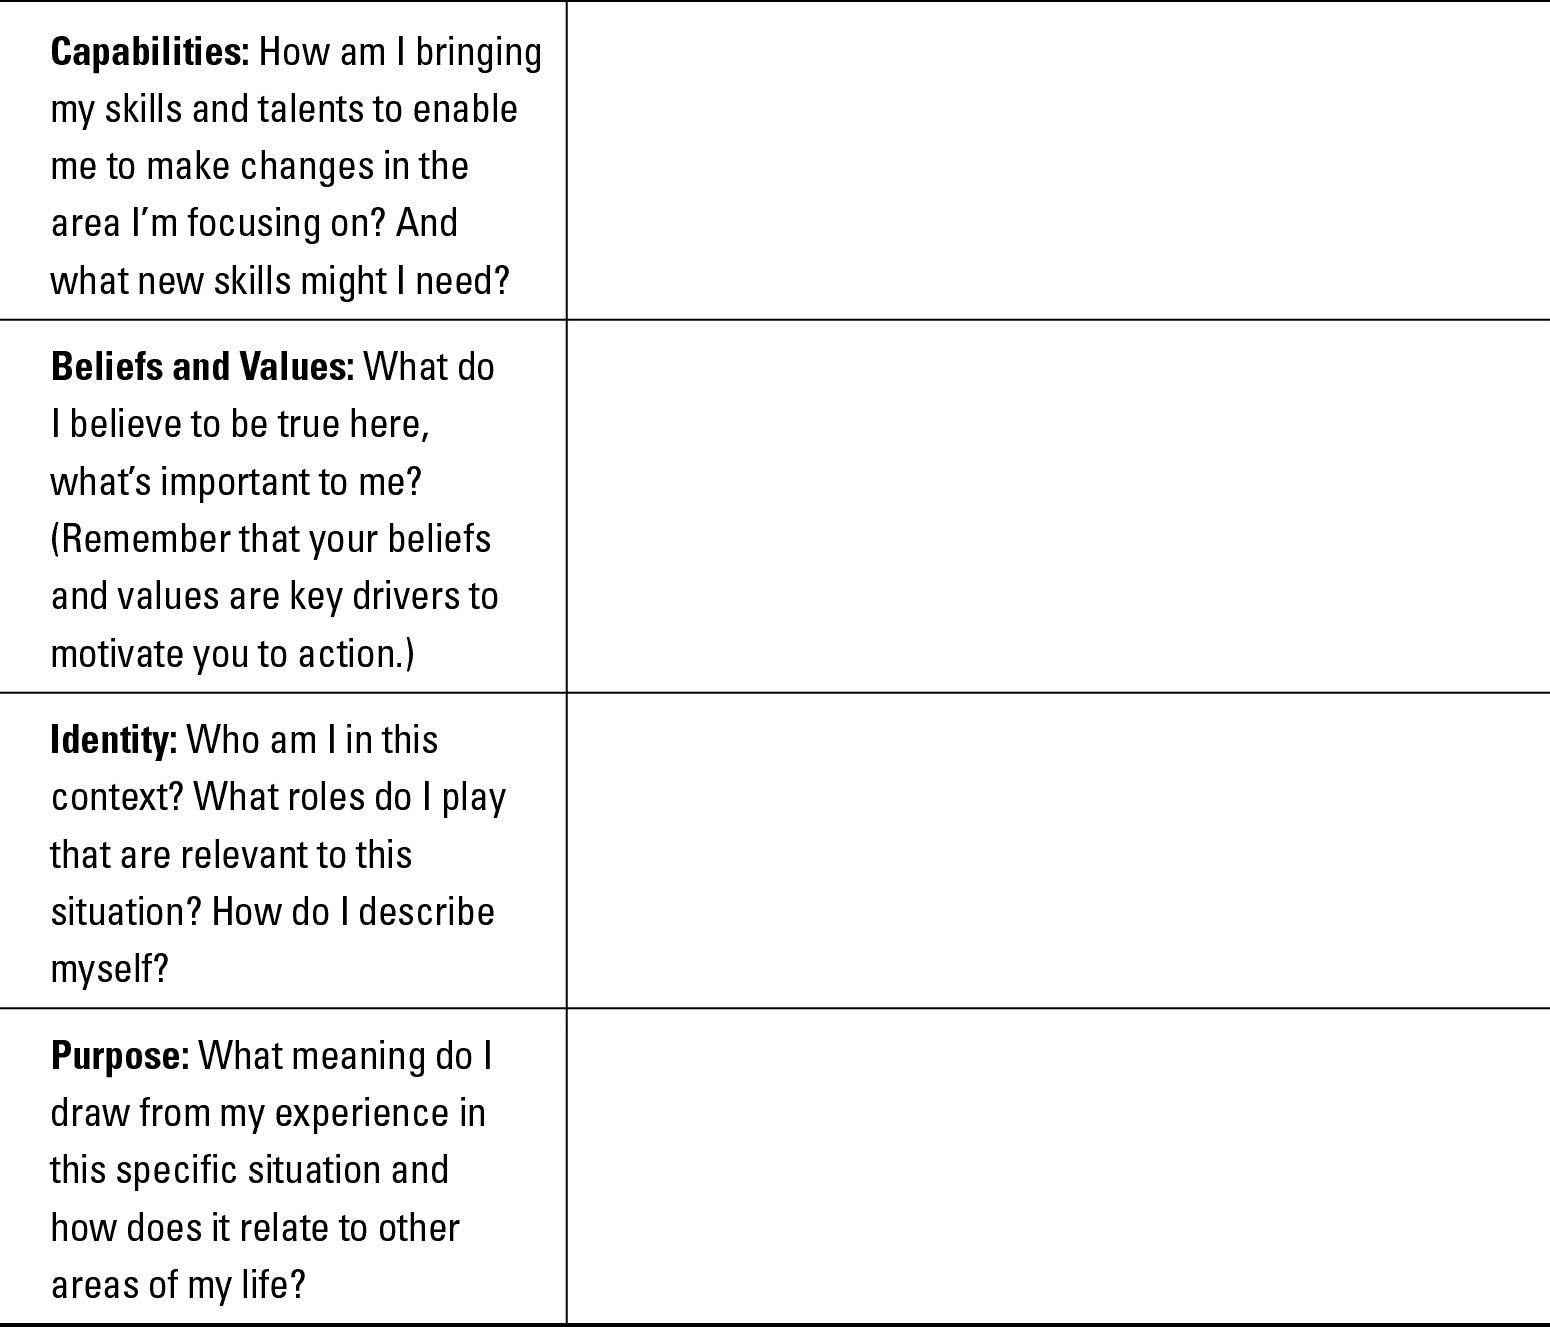 Capabilities: How am I bringing
my skills and talents to enable
me to make changes in the
area I’m focusing on? And
what new skills might I need?
Beliefs and Values: What do
I believe to be true here,
what’s important to me?
(Remember that your beliefs
and values are key drivers to
motivate you to action.)
Identity: Who am I in this
context? What roles do I play
that are relevant to this
situation? How do I describe
myself?
Purpose: What meaning do I
draw from my experience in
this specific situation and
how does it relate to other
areas of my life?